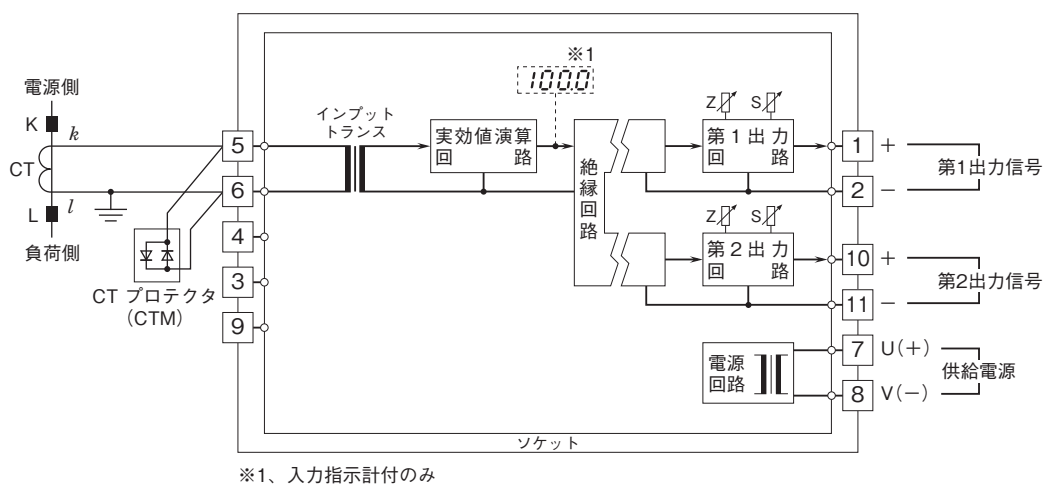 ※1
100.0
電源側
K
k
CT
L
l
負荷側
CT プロテクタ
(CTM)
5
6
4
3
9
インプット
トランス
実効値演算
回 路
絶縁回路
Z
S
第1出力
回 路
Z
S
第2出力
回 路
電源
回路
1
+
2
−
第1出力信号
10
+
11
−
第2出力信号
7
U(+)
8
V(−)
供給電源
ソケット
※1、入力指示計付のみ